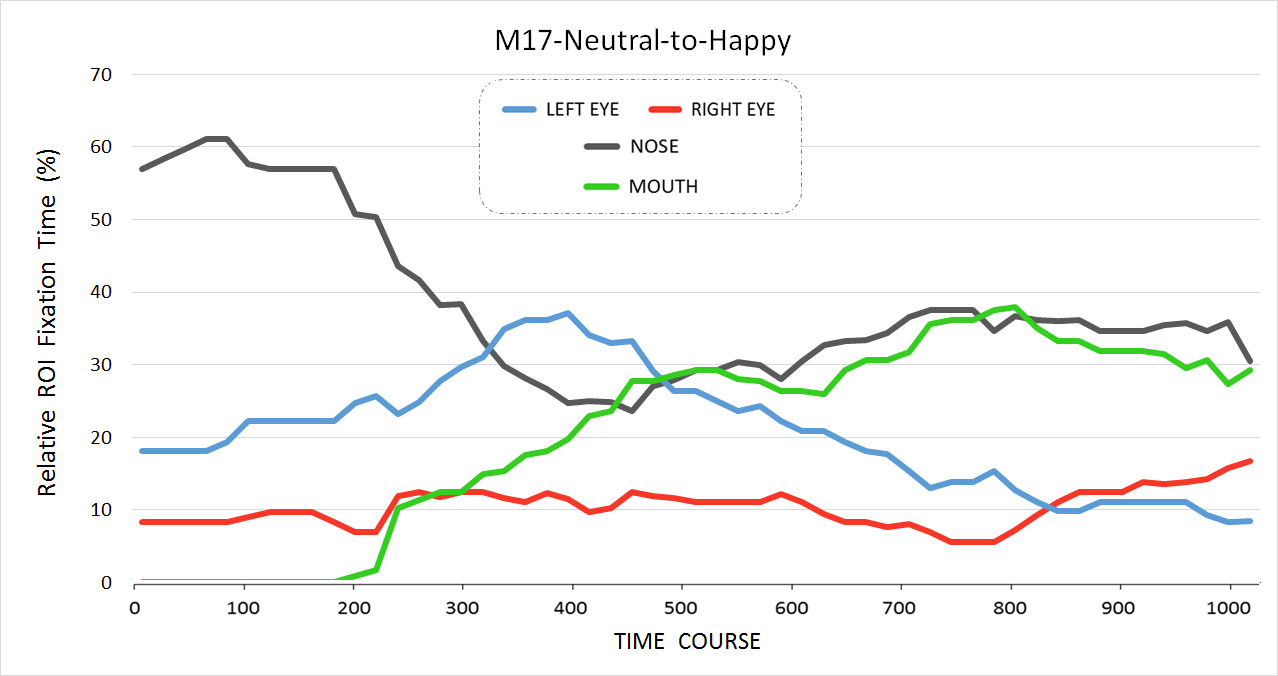 M17-Neutral-to-Happy
70
LEFT EYE RIGHT EYE
60
NOSE
MOUTH
50
40
30
20
10
0
Relative ROI Fixation Time (%)
0 100 200 300 400 500 600 700 800 900 1000
TIME COURSE